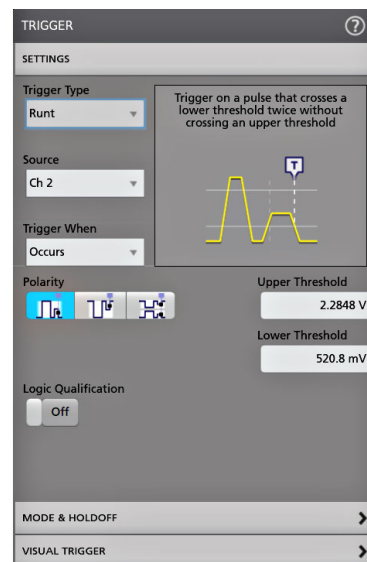 TRIGGER
?
SETTINGS
Trigger Type
Runt
Trigger on a pulse that crosses a
lower threshold twice without
crossing an upper threshold
T
Source
Ch 2
Trigger When
Occurs
Polarity
Upper Threshold
2.2848 V
Lower Threshold
520.8 mV
Logic Qualification
Off
MODE & HOLDOFF
VISUAL TRIGGER